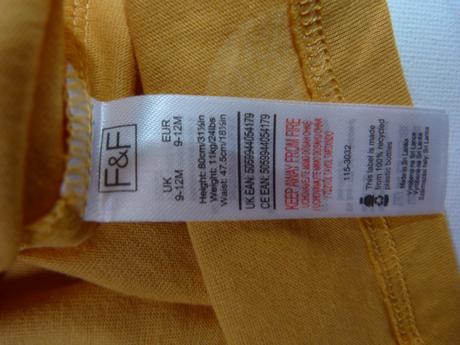 F&F
UK EUR
9-12M 9-12M
Height: 80cm/31½in
Weight: 11kg/24lbs
Waist: 47.5cm/18½in
UK EAN: 5059944054179
CE EAN: 5059944054179
KEEP AWAY FROM FIRE
115-3032
This label is made
from 100% recycled
plastic bottles
Made in Sri Lanka